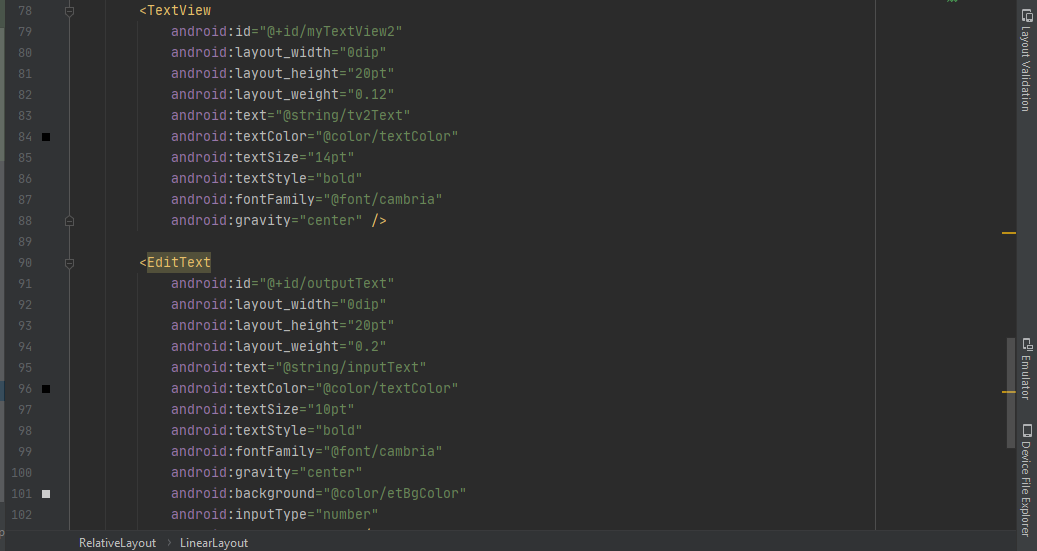 78 <TextView
79 android:id="@+id/myTextView2"
80 android:layout_width="0dip"
81 android:layout_height="20pt"
82 android:layout_weight="0.12"
83 android:text="@string/tv2Text"
84 android:textColor="@color/textColor"
85 android:textSize="14pt"
86 android:textStyle="bold"
87 android:fontFamily="@font/cambria"
88 android:gravity="center" />
89
90 <EditText
91 android:id="@+id/outputText"
92 android:layout_width="0dip"
93 android:layout_height="20pt"
94 android:layout_weight="0.2"
95 android:text="@string/inputText"
96 android:textColor="@color/textColor"
97 android:textSize="10pt"
98 android:textStyle="bold"
99 android:fontFamily="@font/cambria"
100 android:gravity="center"
101 android:background="@color/etBgColor"
102 android:inputType="number"
RelativeLayout › LinearLayout
Layout Validation
Emulator
Device File Explorer